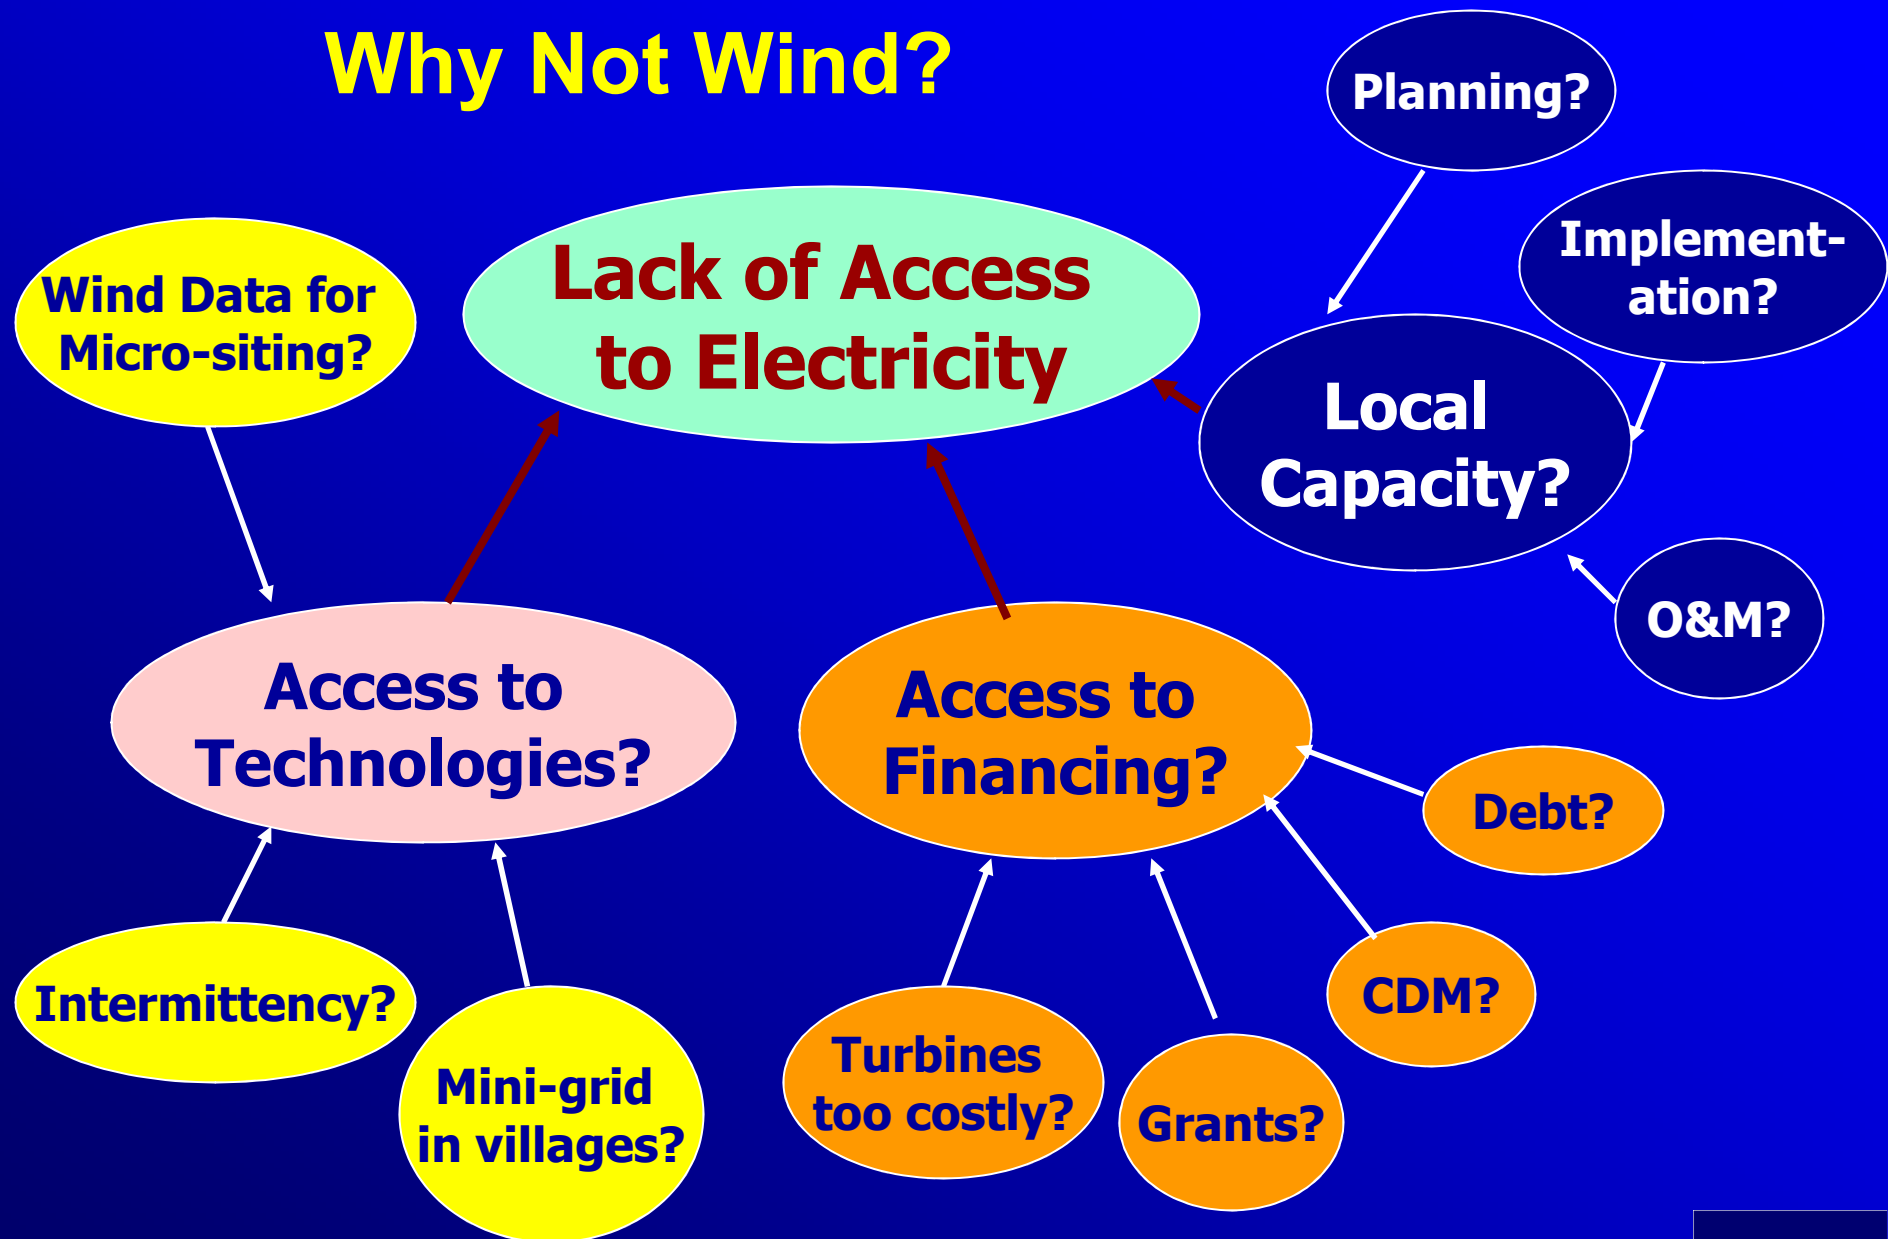 Why Not Wind?
Planning?
Implement-
ation?
Wind Data for
Micro-siting?
Lack of Access
to Electricity
Local
Capacity?
O&M?
Access to
Technologies?
Access to
Financing?
Debt?
CDM?
Intermittency?
Mini-grid
in villages?
Turbines
too costly?
Grants?